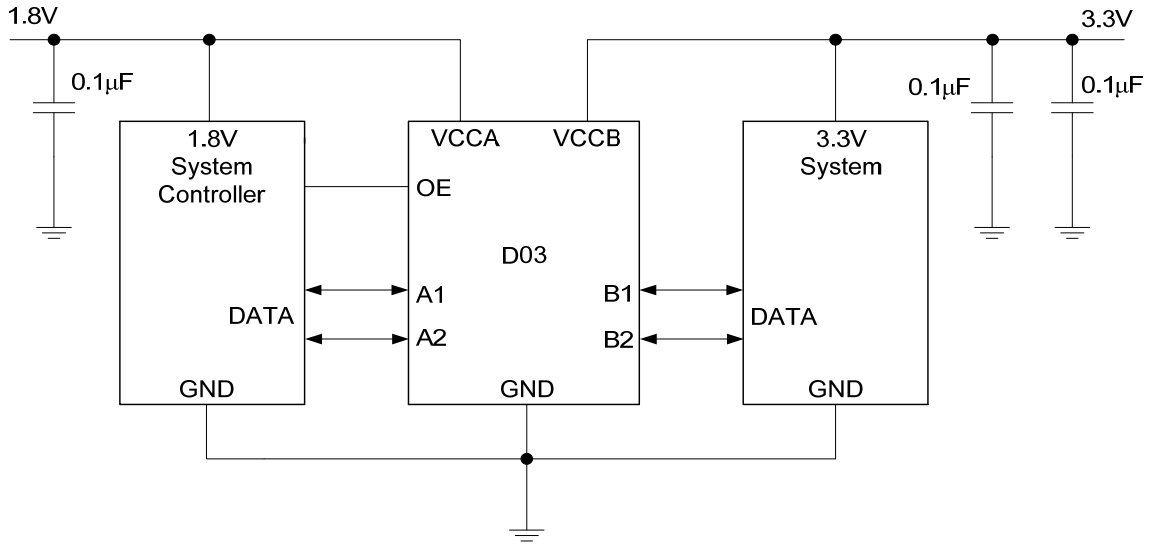 1.8V
3.3V
0.1μF
0.1μF
0.1μF
1.8V
System
Controller
VCCA
VCCB
3.3V
System
OE
D03
A1
B1
DATA
DATA
A2
B2
GND
GND
GND